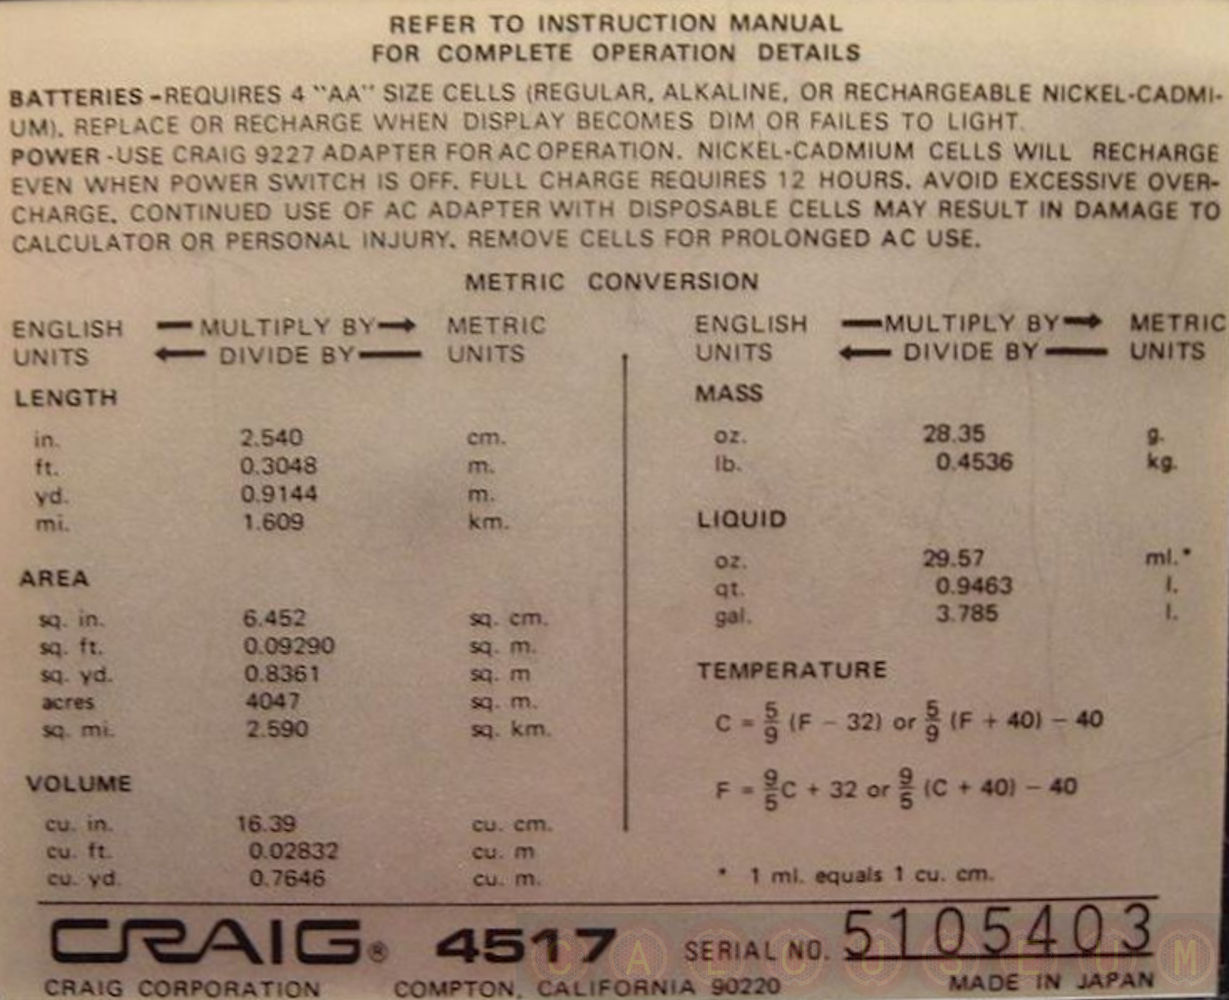 REFER TO INSTRUCTION MANUAL
FOR COMPLETE OPERATION DETAILS
BATTERIES - REQUIRES 4 "AA" SIZE CELLS (REGULAR, ALKALINE, OR RECHARGEABLE NICKEL-CADMI-
UM). REPLACE OR RECHARGE WHEN DISPLAY BECOMES DIM OR FAILES TO LIGHT.
POWER - USE CRAIG 9227 ADAPTER FOR AC OPERATION. NICKEL-CADMIUM CELLS WILL RECHARGE
EVEN WHEN POWER SWITCH IS OFF. FULL CHARGE REQUIRES 12 HOURS. AVOID EXCESSIVE OVER-
CHARGE. CONTINUED USE OF AC ADAPTER WITH DISPOSABLE CELLS MAY RESULT IN DAMAGE TO
CALCULATOR OR PERSONAL INJURY. REMOVE CELLS FOR PROLONGED AC USE.
METRIC CONVERSION
ENGLISH MULTIPLY BY → METRIC
UNITS ← DIVIDE BY UNITS
LENGTH
in. 2.540 cm.
ft. 0.3048 m.
yd. 0.9144 m.
mi. 1.609 km.
AREA
sq. in. 6.452 sq. cm.
sq. ft. 0.09290 sq. m.
sq. yd. 0.8361 sq. m
acres 4047 sq. m.
sq. mi. 2.590 sq. km.
VOLUME
cu. in. 16.39 cu. cm.
cu. ft. 0.02832 cu. m
cu. yd. 0.7646 cu. m.
ENGLISH MULTIPLY BY → METRIC
UNITS ← DIVIDE BY UNITS
MASS
oz. 28.35 g.
lb. 0.4536 kg.
LIQUID
oz. 29.57 ml.*
qt. 0.9463 l.
gal. 3.785 l.
TEMPERATURE
C = 5/9 (F - 32) or 5/9 (F + 40) - 40
F = 9/5 C + 32 or 9/5 (C + 40) - 40
* 1 ml. equals 1 cu. cm.
CRAIG® 4517 SERIAL NO. 5105403
CRAIG CORPORATION COMPTON, CALIFORNIA 90220 MADE IN JAPAN
CALCUSEUM